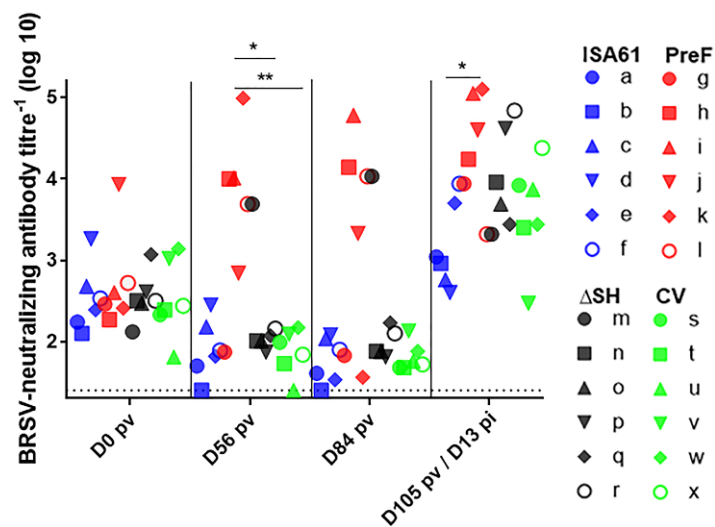 BRSV-neutralizing antibody titre⁻¹ (log 10)
5
4
3
2
*
**
*
D0 pv
D56 pv
D84 pv
D105 pv / D13 pi
ISA61 PreF
a g
b h
c i
d j
e k
f l
ΔSH CV
m s
n t
o u
p v
q w
r x